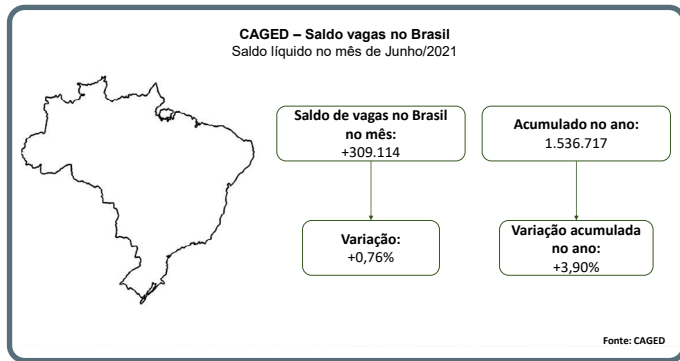 CAGED – Saldo vagas no Brasil
Saldo líquido no mês de Junho/2021
Saldo de vagas no Brasil
no mês:
+309.114
Acumulado no ano:
1.536.717
Variação:
+0,76%
Variação acumulada
no ano:
+3,90%
Fonte: CAGED